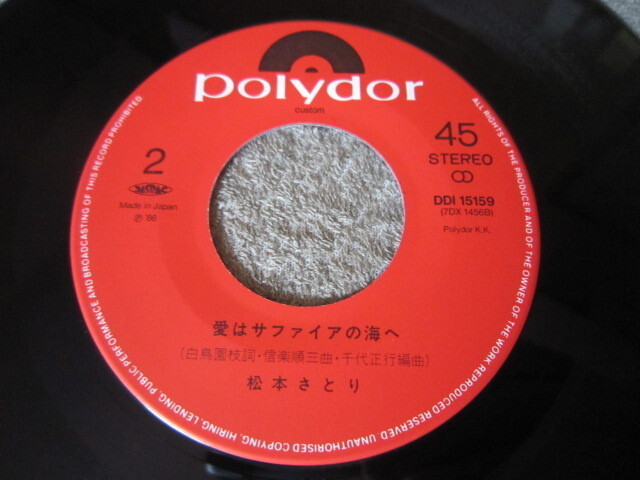 polydor
custom
2
JASRAC
Made in Japan
℗ '86
45
STEREO
DDI 15159
(7DX 1456B)
Polydor K.K.
愛はサファイアの海へ
(白鳥園枝詞・信楽順三曲・千代正行編曲)
松本さとり
ALL RIGHTS OF THE PRODUCER AND OF THE OWNER OF THE WORK REPRODUCED RESERVED. UNAUTHORISED COPYING, HIRING, LENDING, PUBLIC PERFORMANCE AND BROADCASTING OF THIS RECORD PROHIBITED